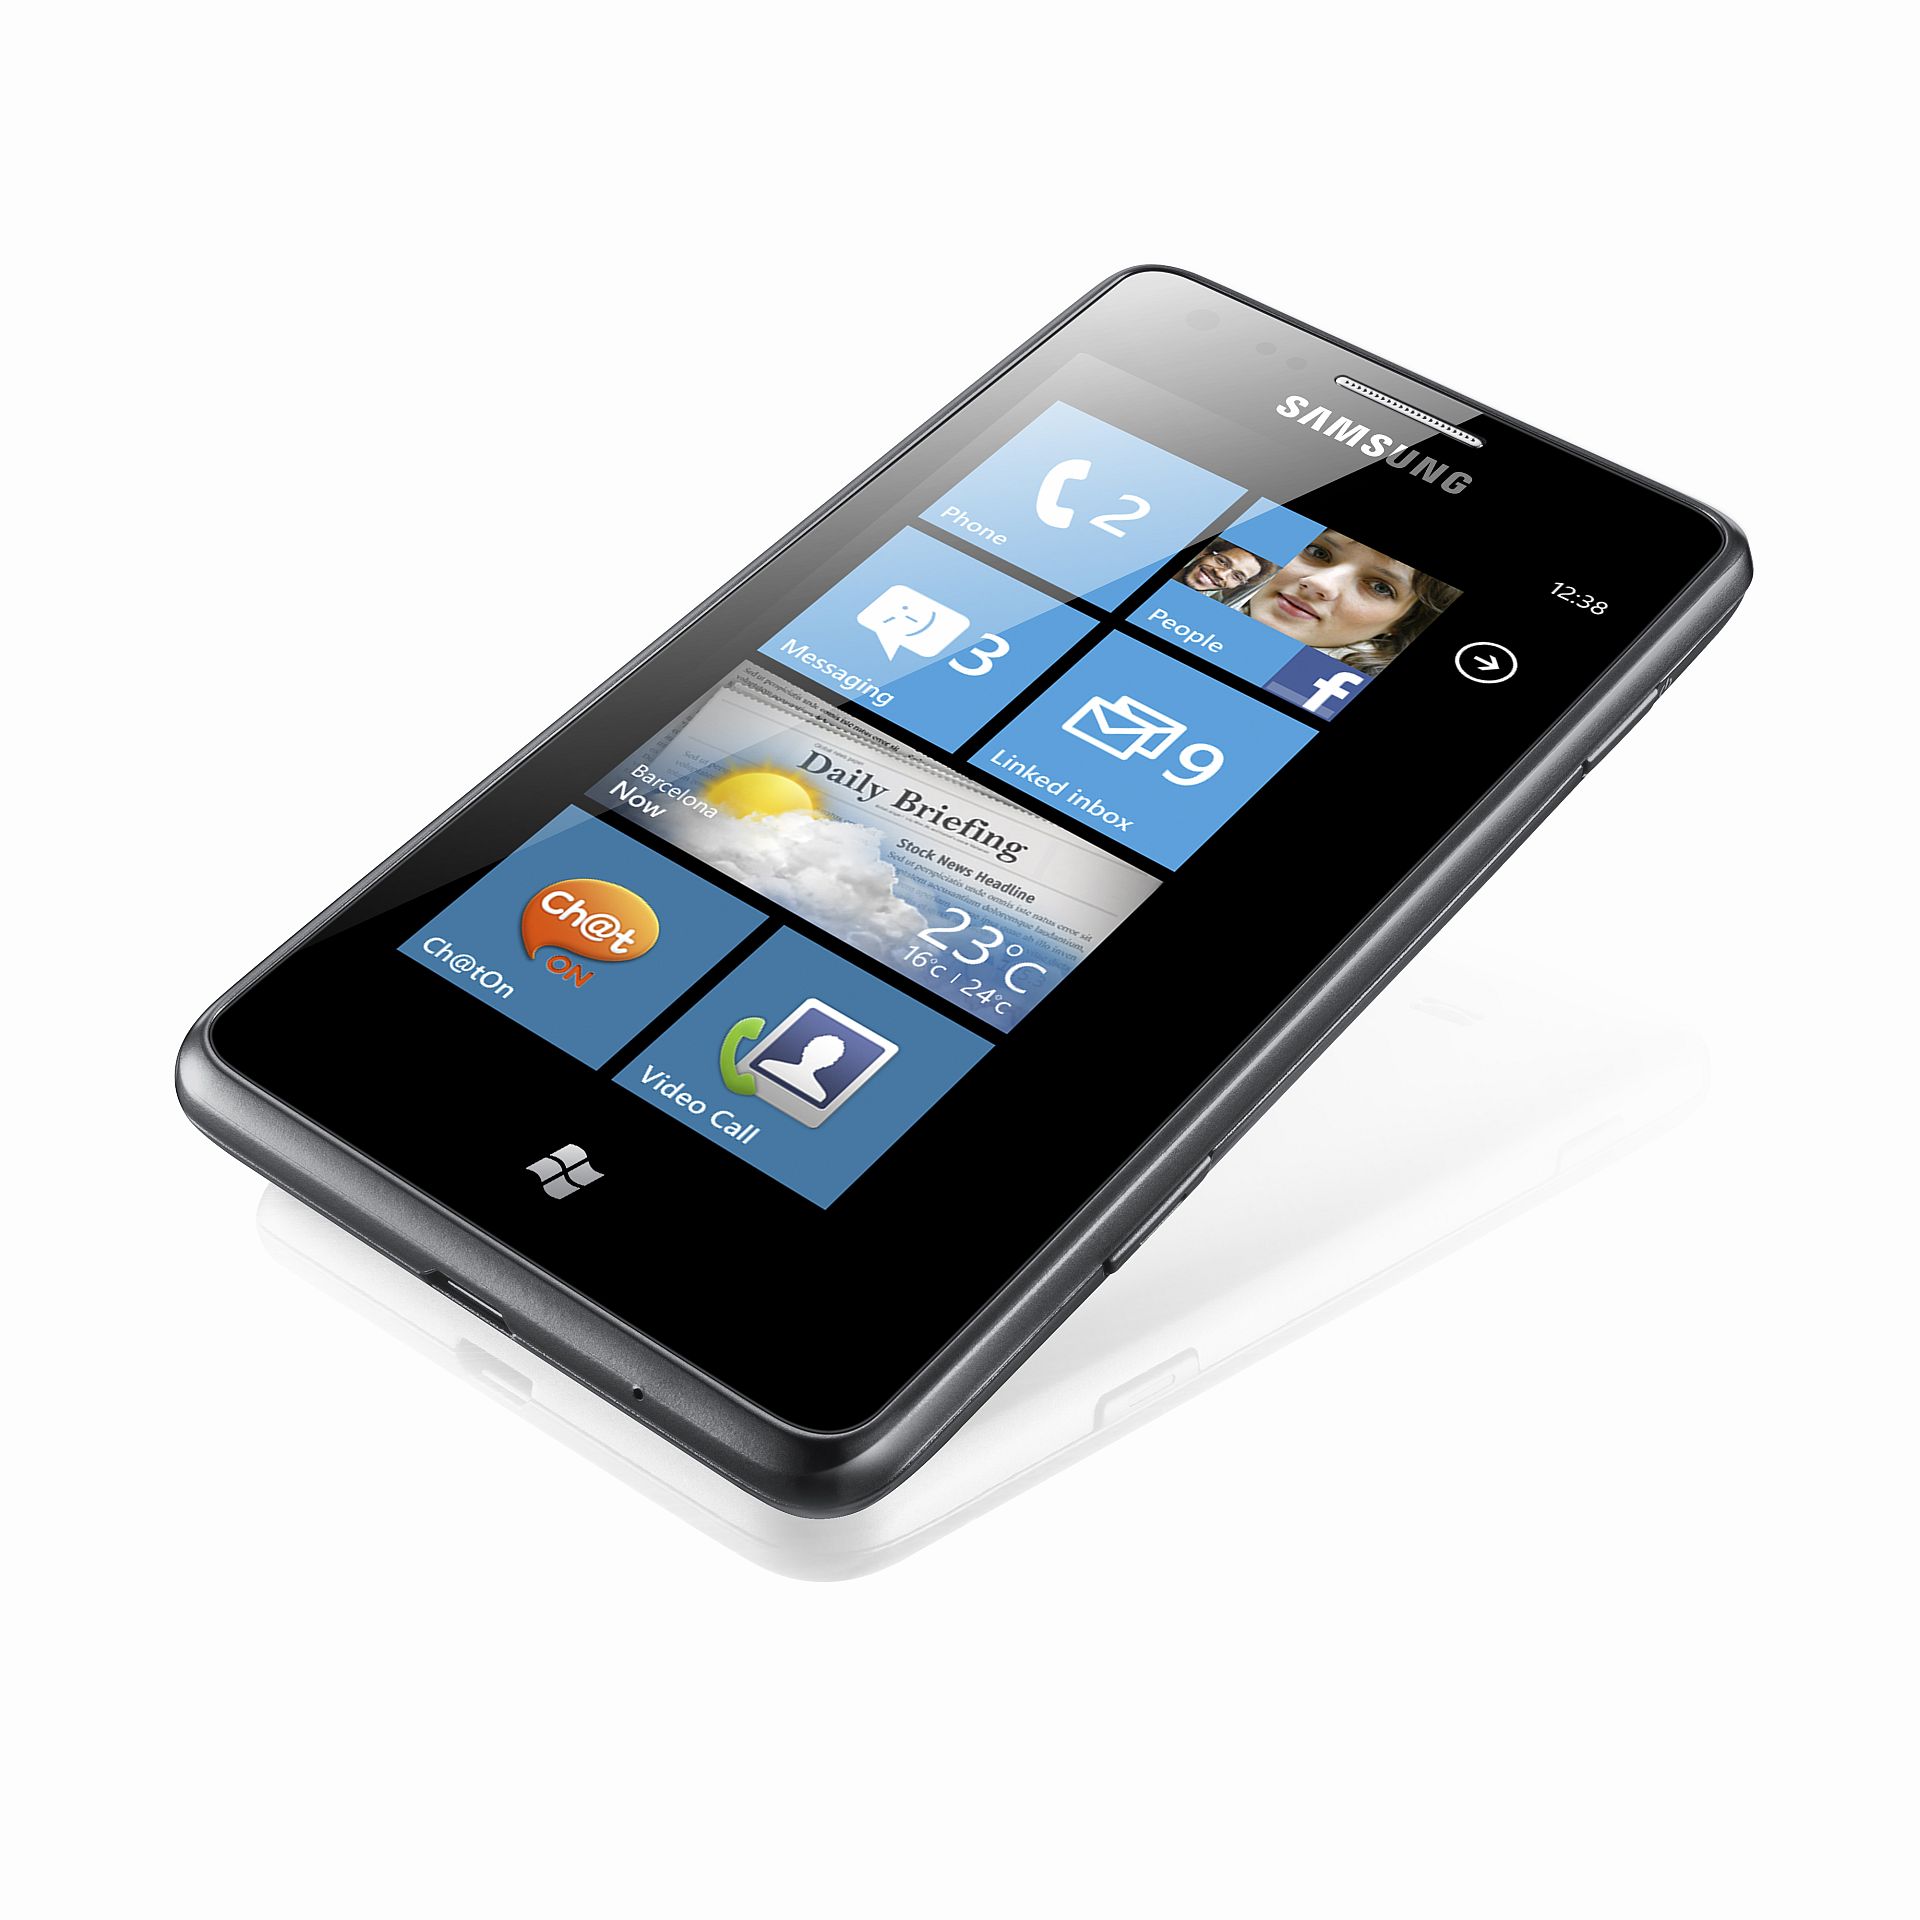 SAMSUNG
12:38
2
Phone
People
f
3
Messaging
9
Linked inbox
Daily Briefing
Stock News Headline
Barcelona
Now
23°C
16°C | 24°C
Ch@t
ON
Ch@tOn
Video Call